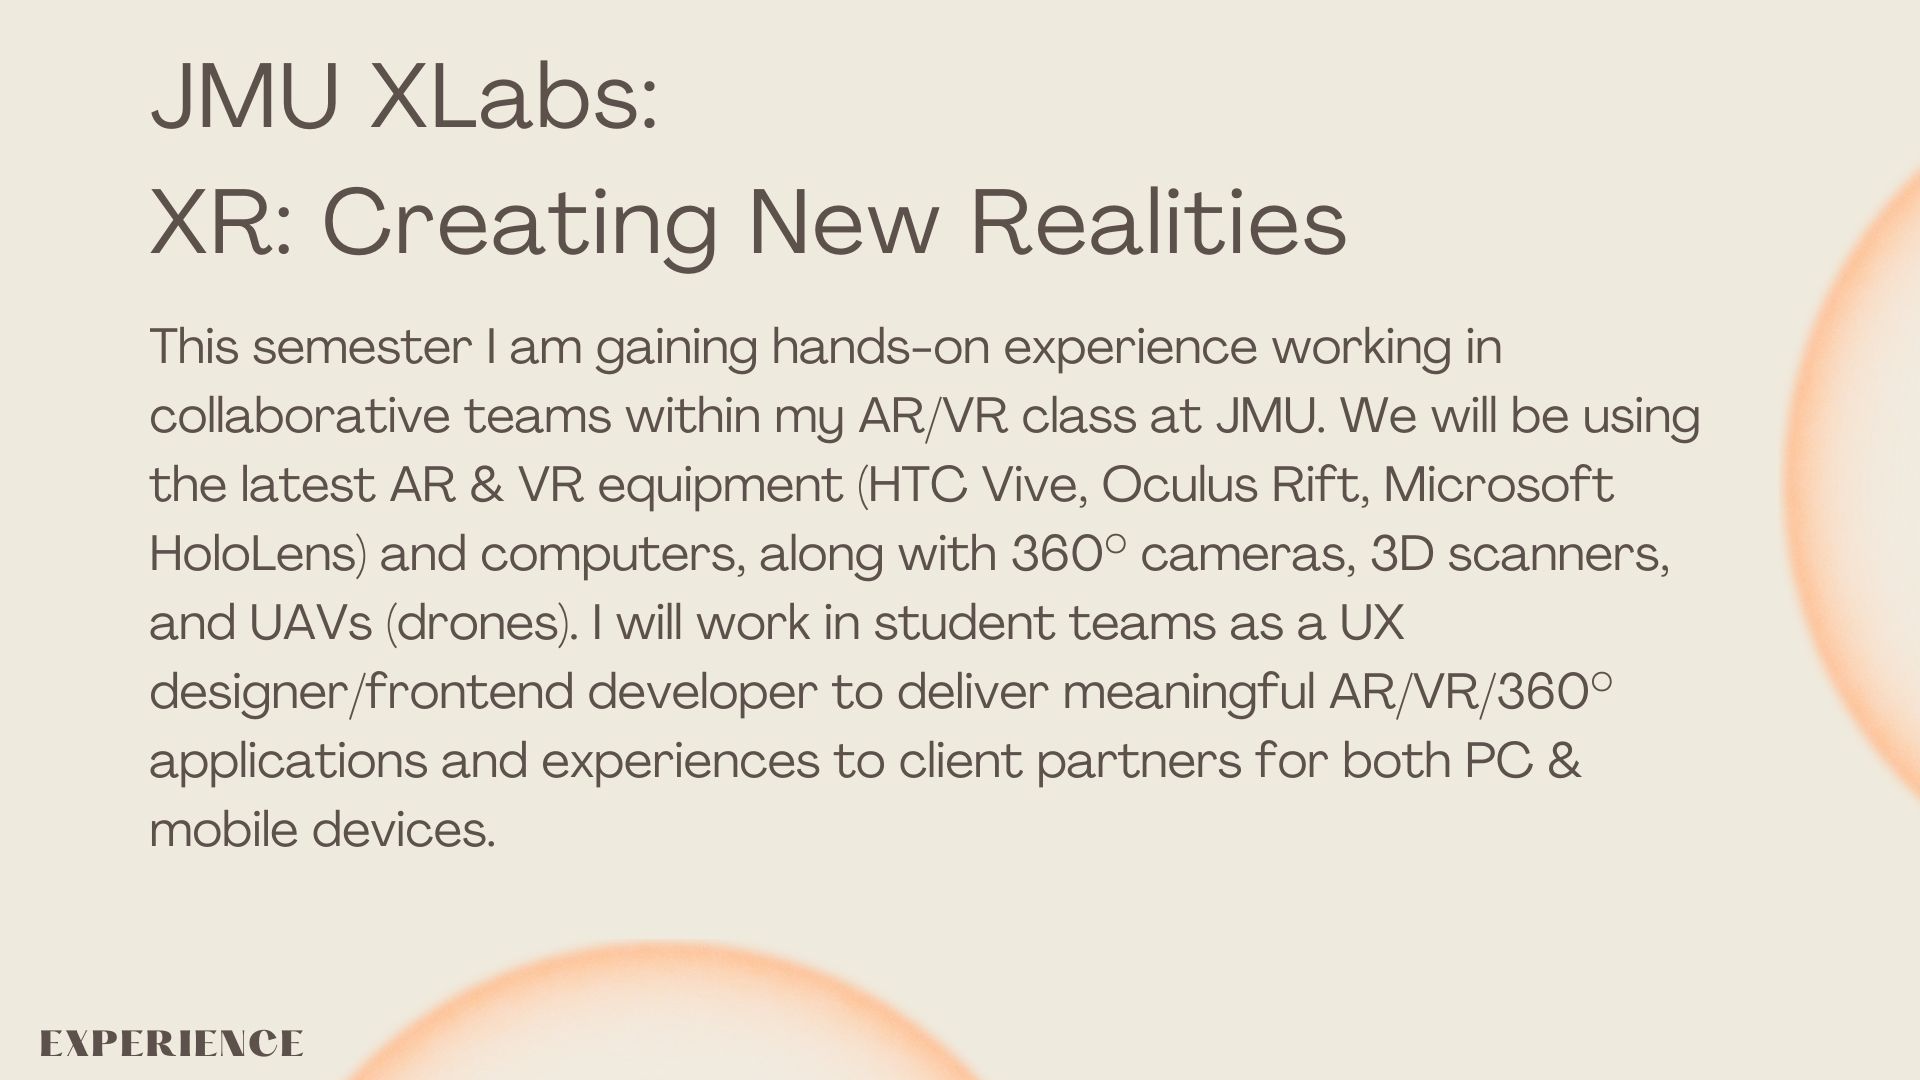 JMU XLabs:
XR: Creating New Realities
This semester I am gaining hands-on experience working in
collaborative teams within my AR/VR class at JMU. We will be using
the latest AR & VR equipment (HTC Vive, Oculus Rift, Microsoft
HoloLens) and computers, along with 360° cameras, 3D scanners,
and UAVs (drones). I will work in student teams as a UX
designer/frontend developer to deliver meaningful AR/VR/360°
applications and experiences to client partners for both PC &
mobile devices.
EXPERIENCE